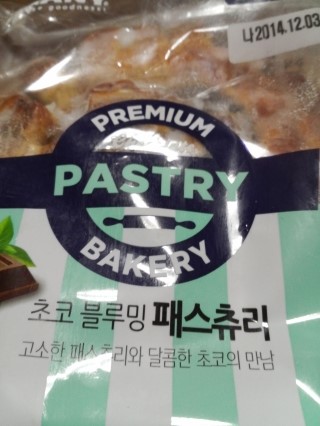 goodness!
나2014.12.03
PREMIUM
PASTRY
BAKERY
초코 블루밍 패스츄리
고소한 패스츄리와 달콤한 초코의 만남